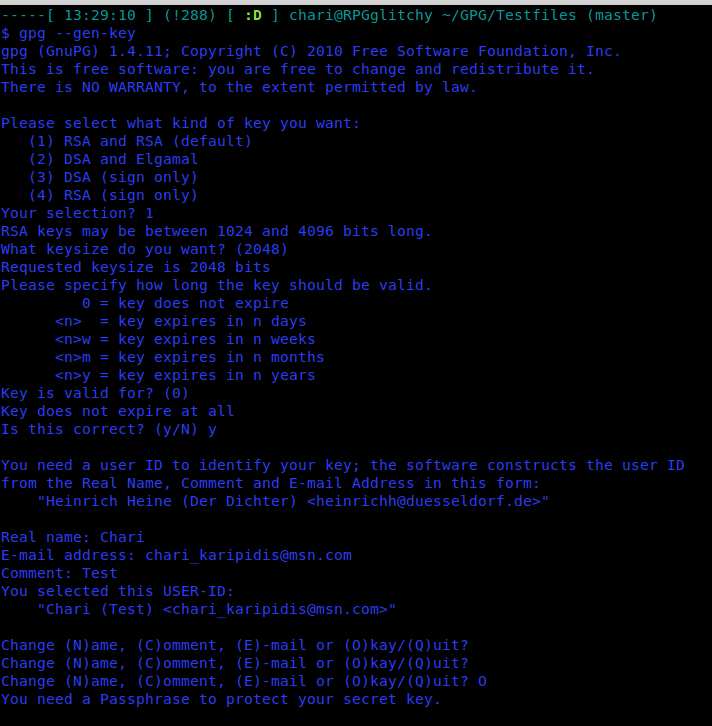 -----[ 13:29:10 ] (!288) [ :D ] chari@RPGglitchy ~/GPG/Testfiles (master)
$ gpg --gen-key
gpg (GnuPG) 1.4.11; Copyright (C) 2010 Free Software Foundation, Inc.
This is free software: you are free to change and redistribute it.
There is NO WARRANTY, to the extent permitted by law.

Please select what kind of key you want:
   (1) RSA and RSA (default)
   (2) DSA and Elgamal
   (3) DSA (sign only)
   (4) RSA (sign only)
Your selection? 1
RSA keys may be between 1024 and 4096 bits long.
What keysize do you want? (2048)
Requested keysize is 2048 bits
Please specify how long the key should be valid.
         0 = key does not expire
      <n>  = key expires in n days
      <n>w = key expires in n weeks
      <n>m = key expires in n months
      <n>y = key expires in n years
Key is valid for? (0)
Key does not expire at all
Is this correct? (y/N) y

You need a user ID to identify your key; the software constructs the user ID
from the Real Name, Comment and E-mail Address in this form:
    "Heinrich Heine (Der Dichter) <heinrichh@duesseldorf.de>"

Real name: Chari
E-mail address: chari_karipidis@msn.com
Comment: Test
You selected this USER-ID:
    "Chari (Test) <chari_karipidis@msn.com>"

Change (N)ame, (C)omment, (E)-mail or (O)kay/(Q)uit?
Change (N)ame, (C)omment, (E)-mail or (O)kay/(Q)uit?
Change (N)ame, (C)omment, (E)-mail or (O)kay/(Q)uit? O
You need a Passphrase to protect your secret key.